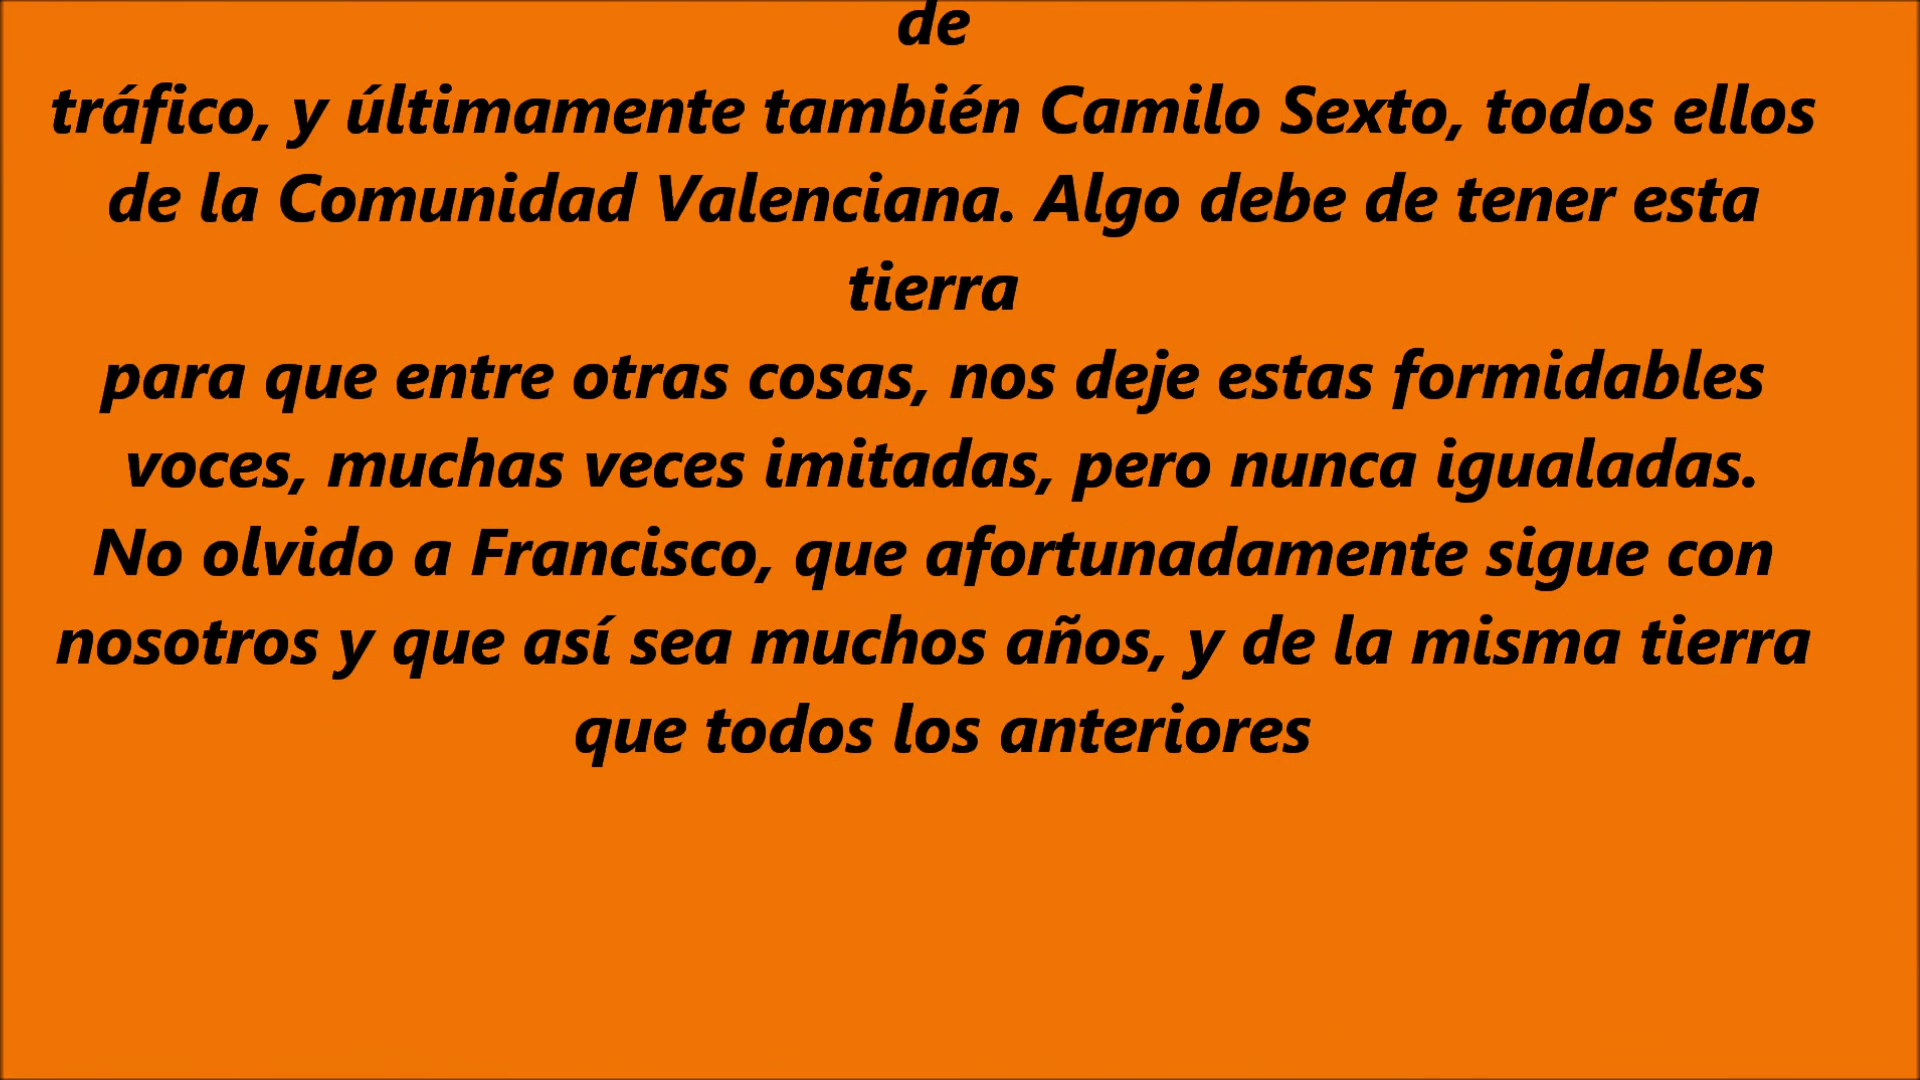 de
tráfico, y últimamente también Camilo Sexto, todos ellos
de la Comunidad Valenciana. Algo debe de tener esta
tierra
para que entre otras cosas, nos deje estas formidables
voces, muchas veces imitadas, pero nunca igualadas.
No olvido a Francisco, que afortunadamente sigue con
nosotros y que así sea muchos años, y de la misma tierra
que todos los anteriores